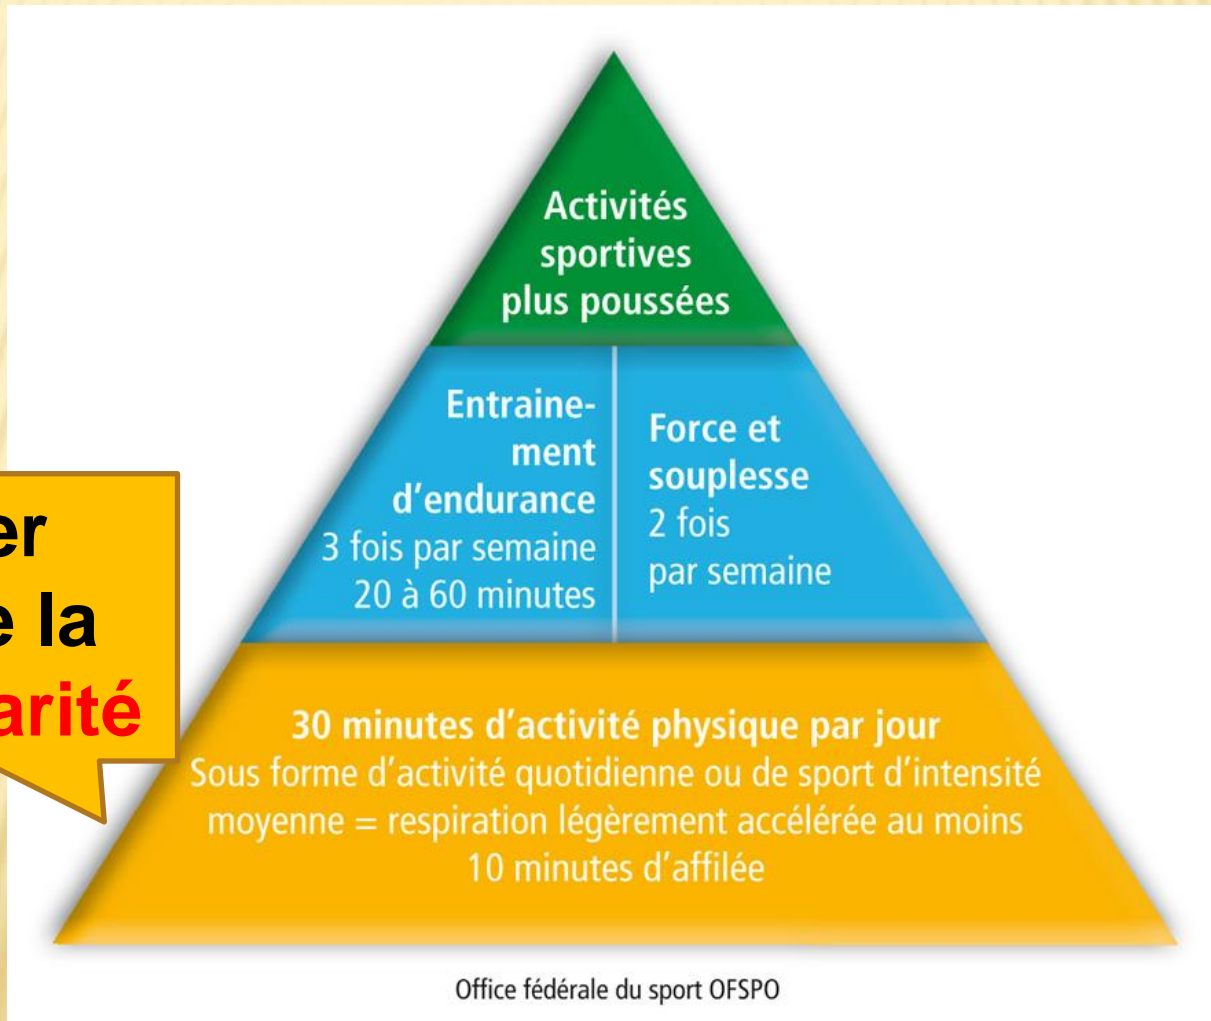 Activités
sportives
plus poussées
Entraine-
ment
d’endurance
3 fois par semaine
20 à 60 minutes
Force et
souplesse
2 fois
par semaine
la
30 minutes d’activité physique par jour
Sous forme d’activité quotidienne ou de sport d’intensité
moyenne = respiration légèrement accélérée au moins
10 minutes d’affilée
Office fédérale du sport OFSPO